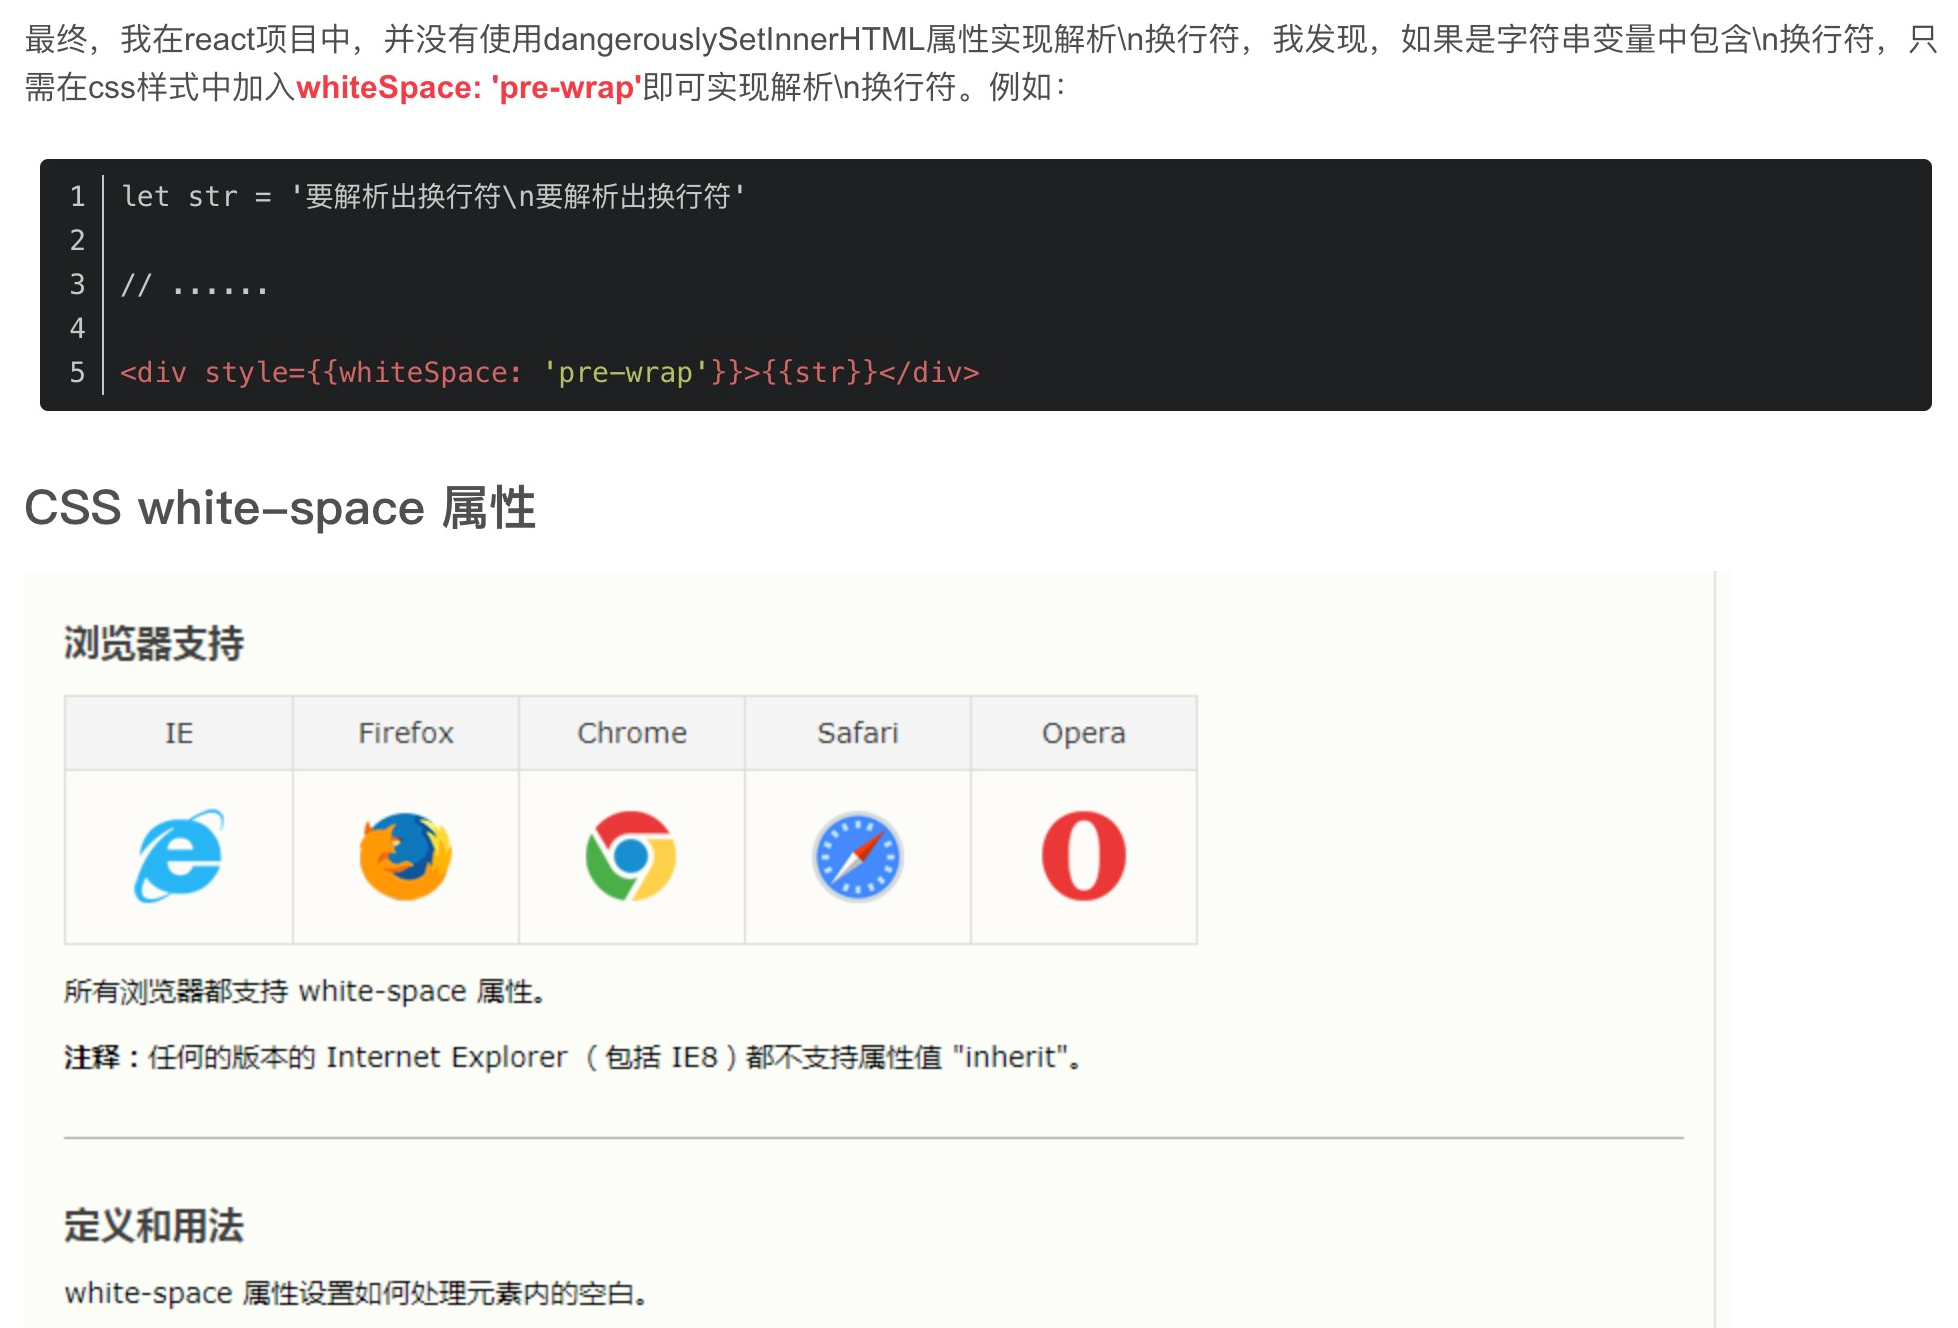 最终，我在react项目中，并没有使用dangerouslySetInnerHTML属性实现解析\n换行符，我发现，如果是字符串变量中包含\n换行符，只
需在css样式中加入whiteSpace: 'pre-wrap'即可实现解析\n换行符。例如：
1 let str = '要解析出换行符\n要解析出换行符'
2
3 // ......
4
5 <div style={{whiteSpace: 'pre-wrap'}}>{{str}}</div>
CSS white-space 属性
浏览器支持
IE Firefox Chrome Safari Opera
所有浏览器都支持 white-space 属性。
注释：任何的版本的 Internet Explorer （包括 IE8）都不支持属性值 "inherit"。
定义和用法
white-space 属性设置如何处理元素内的空白。